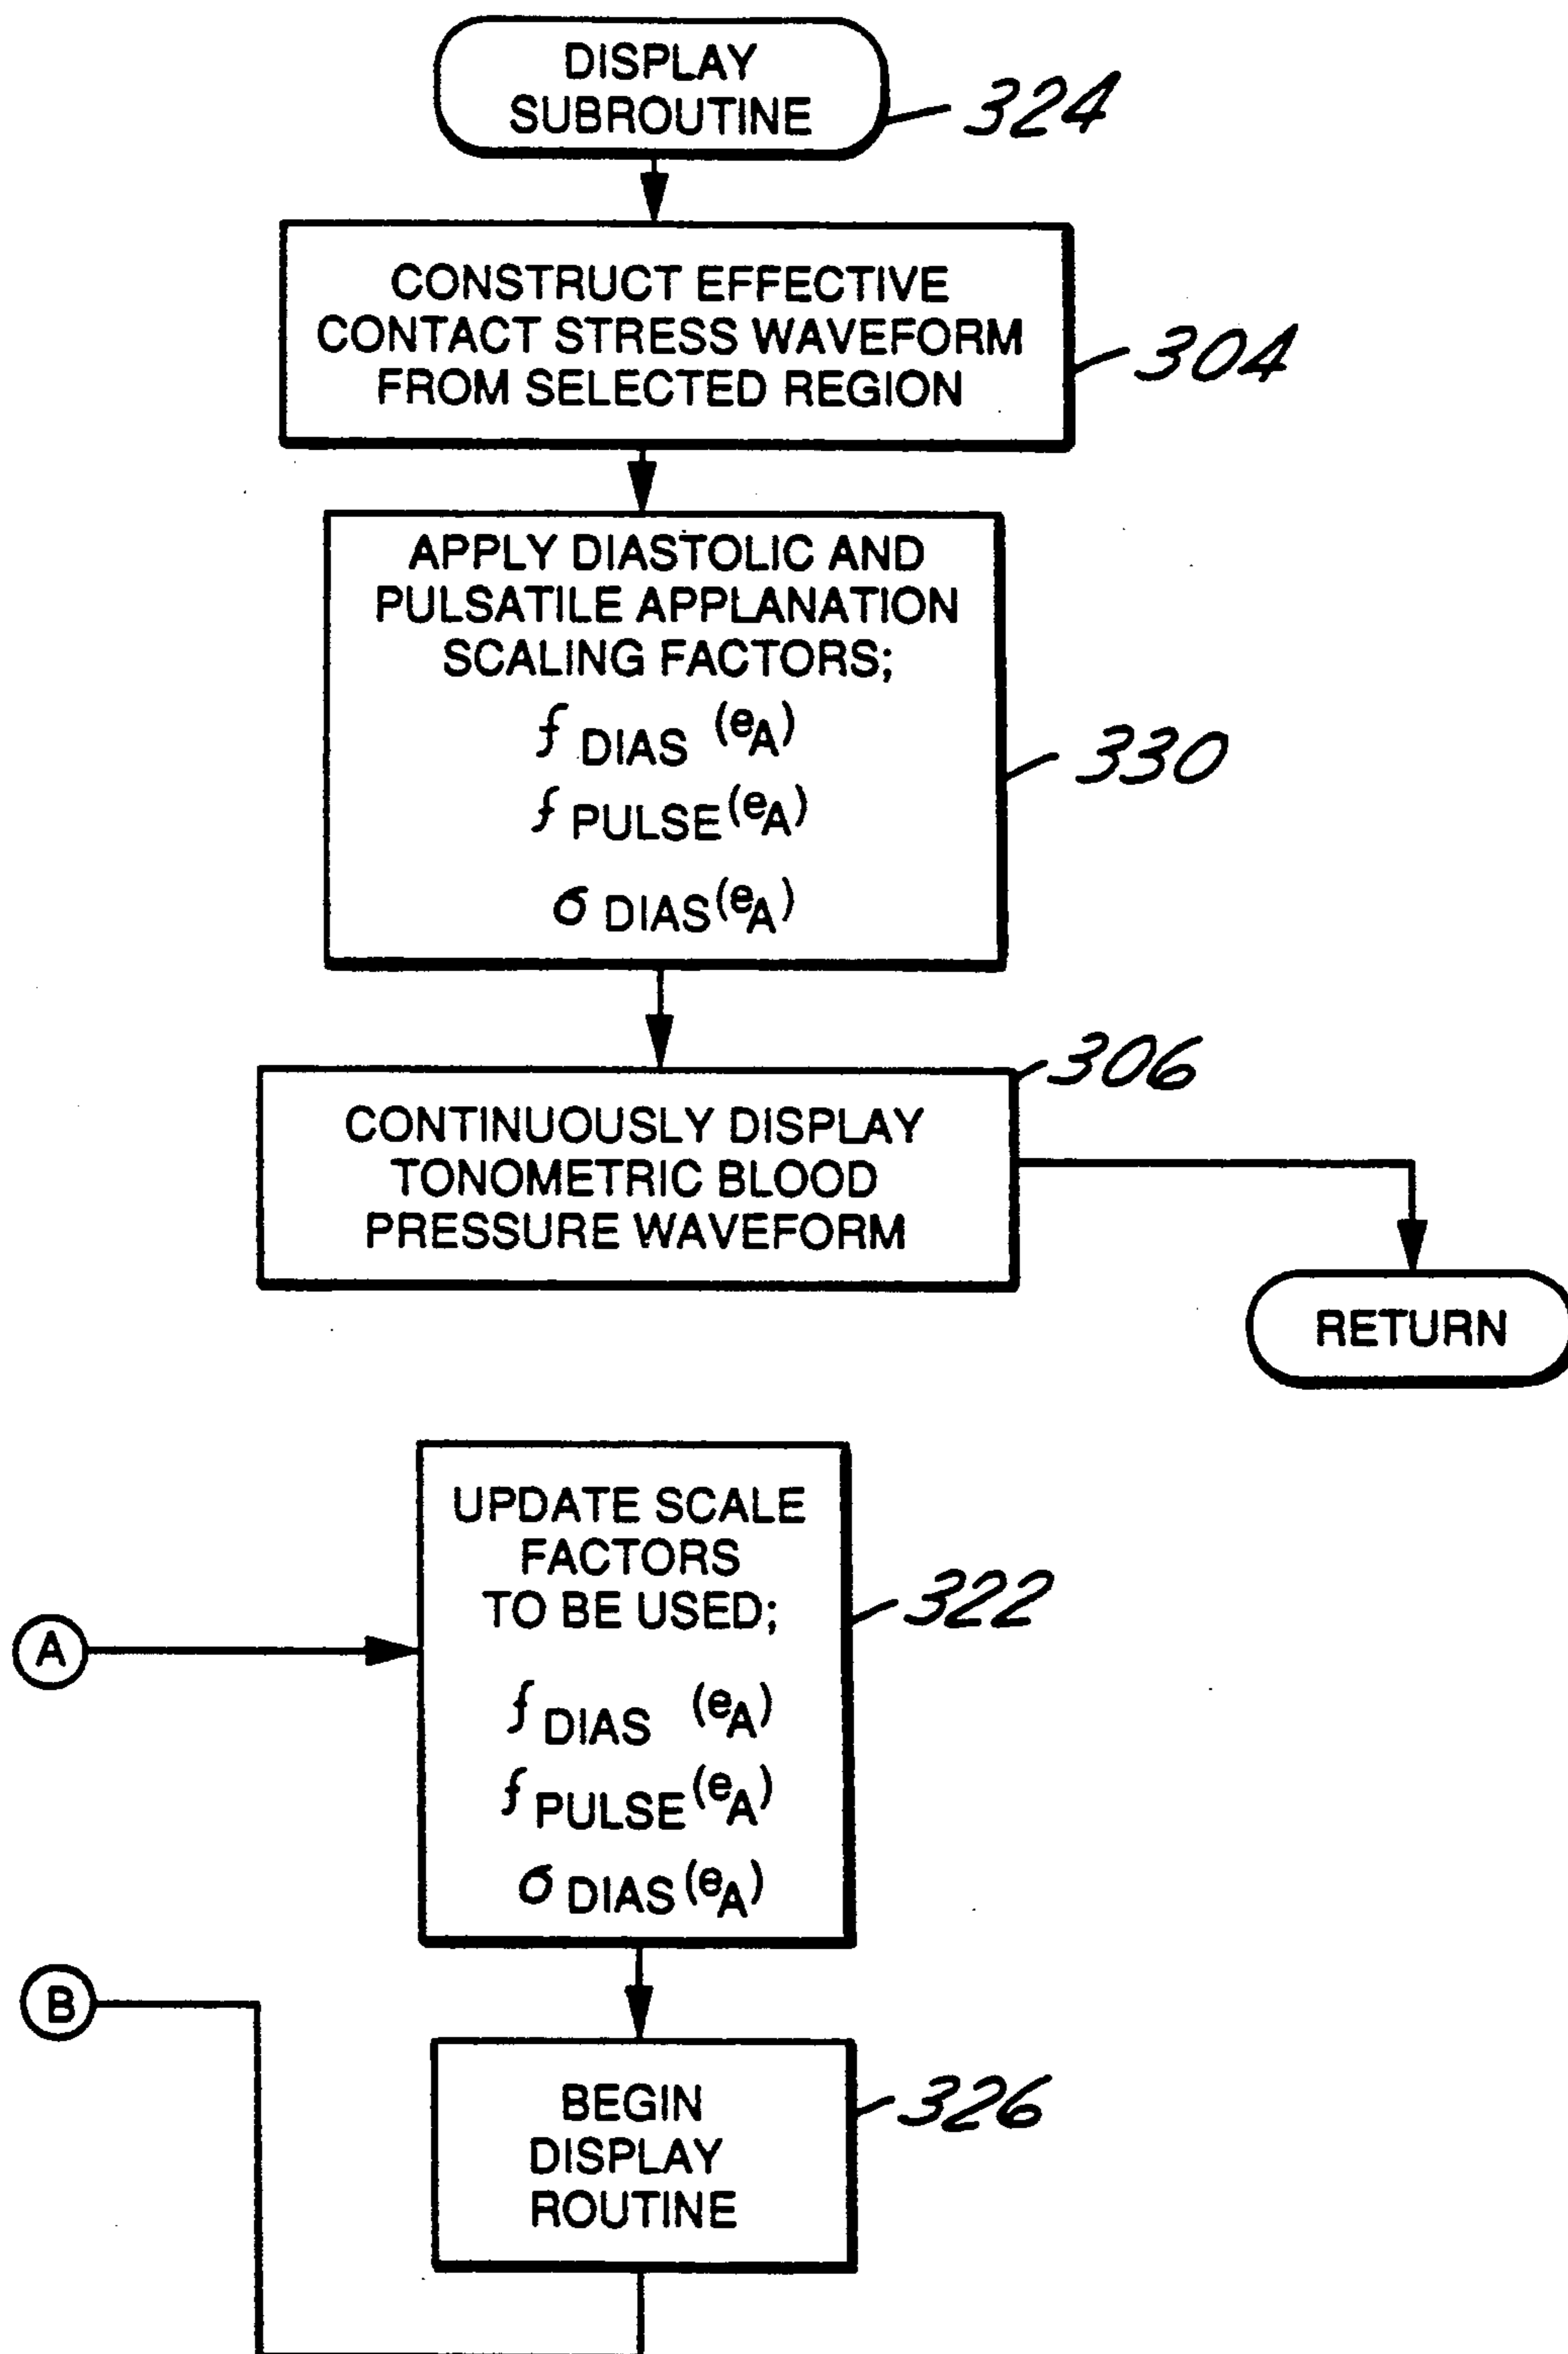 DISPLAY
SUBROUTINE
324
CONSTRUCT EFFECTIVE
CONTACT STRESS WAVEFORM
FROM SELECTED REGION
304
APPLY DIASTOLIC AND
PULSATILE APPLANATION
SCALING FACTORS;
f DIAS (eA)
f PULSE (eA)
σ DIAS (eA)
330
306
CONTINUOUSLY DISPLAY
TONOMETRIC BLOOD
PRESSURE WAVEFORM
RETURN
UPDATE SCALE
FACTORS
TO BE USED;
322
A
f DIAS (eA)
f PULSE (eA)
σ DIAS (eA)
B
BEGIN
DISPLAY
ROUTINE
326